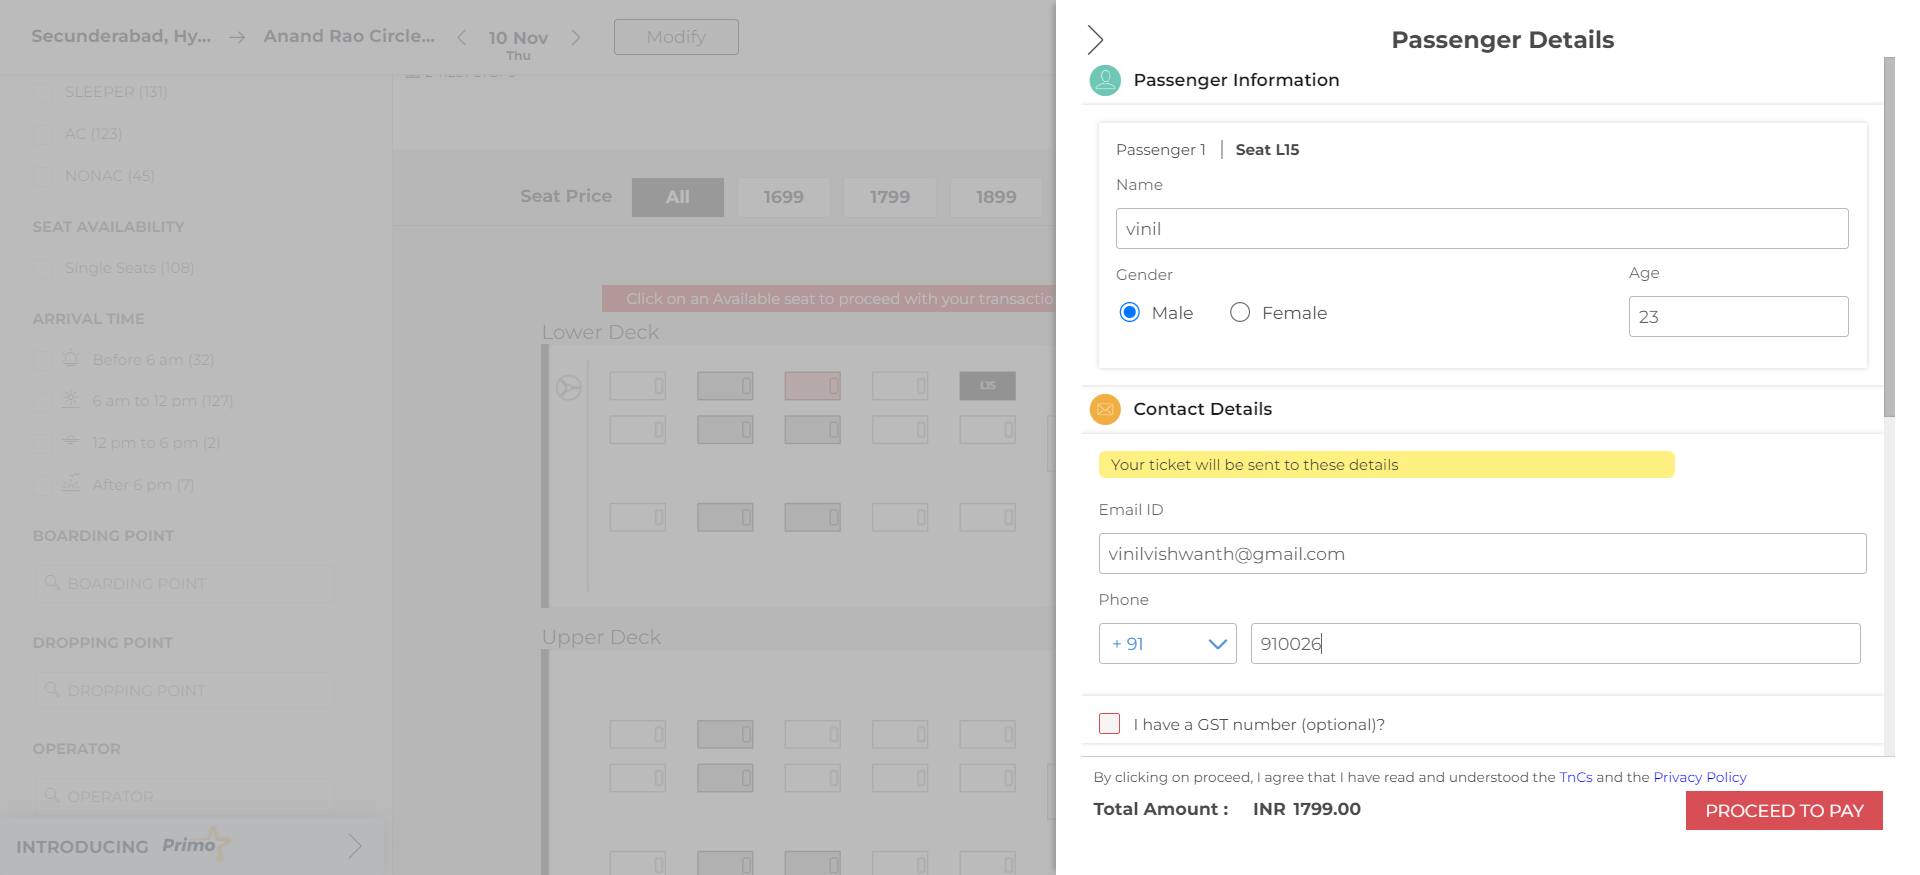 Secunderabad, Hy...
Anand Rao Circle...
10 Nov
Thu
Modify
SLEEPER (131)
AC (123)
NONAC (45)
SEAT AVAILABILITY
Single Seats (108)
ARRIVAL TIME
Before 6 am (32)
6 am to 12 pm (127)
12 pm to 6 pm (2)
After 6 pm (7)
BOARDING POINT
BOARDING POINT
DROPPING POINT
DROPPING POINT
OPERATOR
OPERATOR
INTRODUCING Primo
Seat Price All 1699 1799 1899
Click on an Available seat to proceed with your transactio
Lower Deck
L15
Upper Deck
Passenger Details
Passenger Information
Passenger 1 | Seat L15
Name
vinil
Gender
Age
Male
Female
23
Contact Details
Your ticket will be sent to these details
Email ID
vinilvishwanth@gmail.com
Phone
+ 91
910026
I have a GST number (optional)?
By clicking on proceed, I agree that I have read and understood the TnCs and the Privacy Policy
Total Amount : INR 1799.00
PROCEED TO PAY